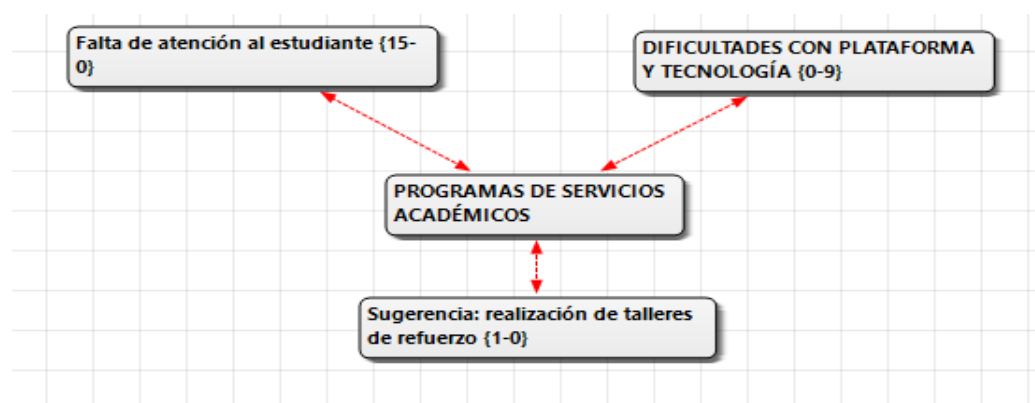 Falta de atención al estudiante {15-
0}
DIFICULTADES CON PLATAFORMA
Y TECNOLOGÍA {0-9}
PROGRAMAS DE SERVICIOS
ACADÉMICOS
Sugerencia: realización de talleres
de refuerzo {1-0}